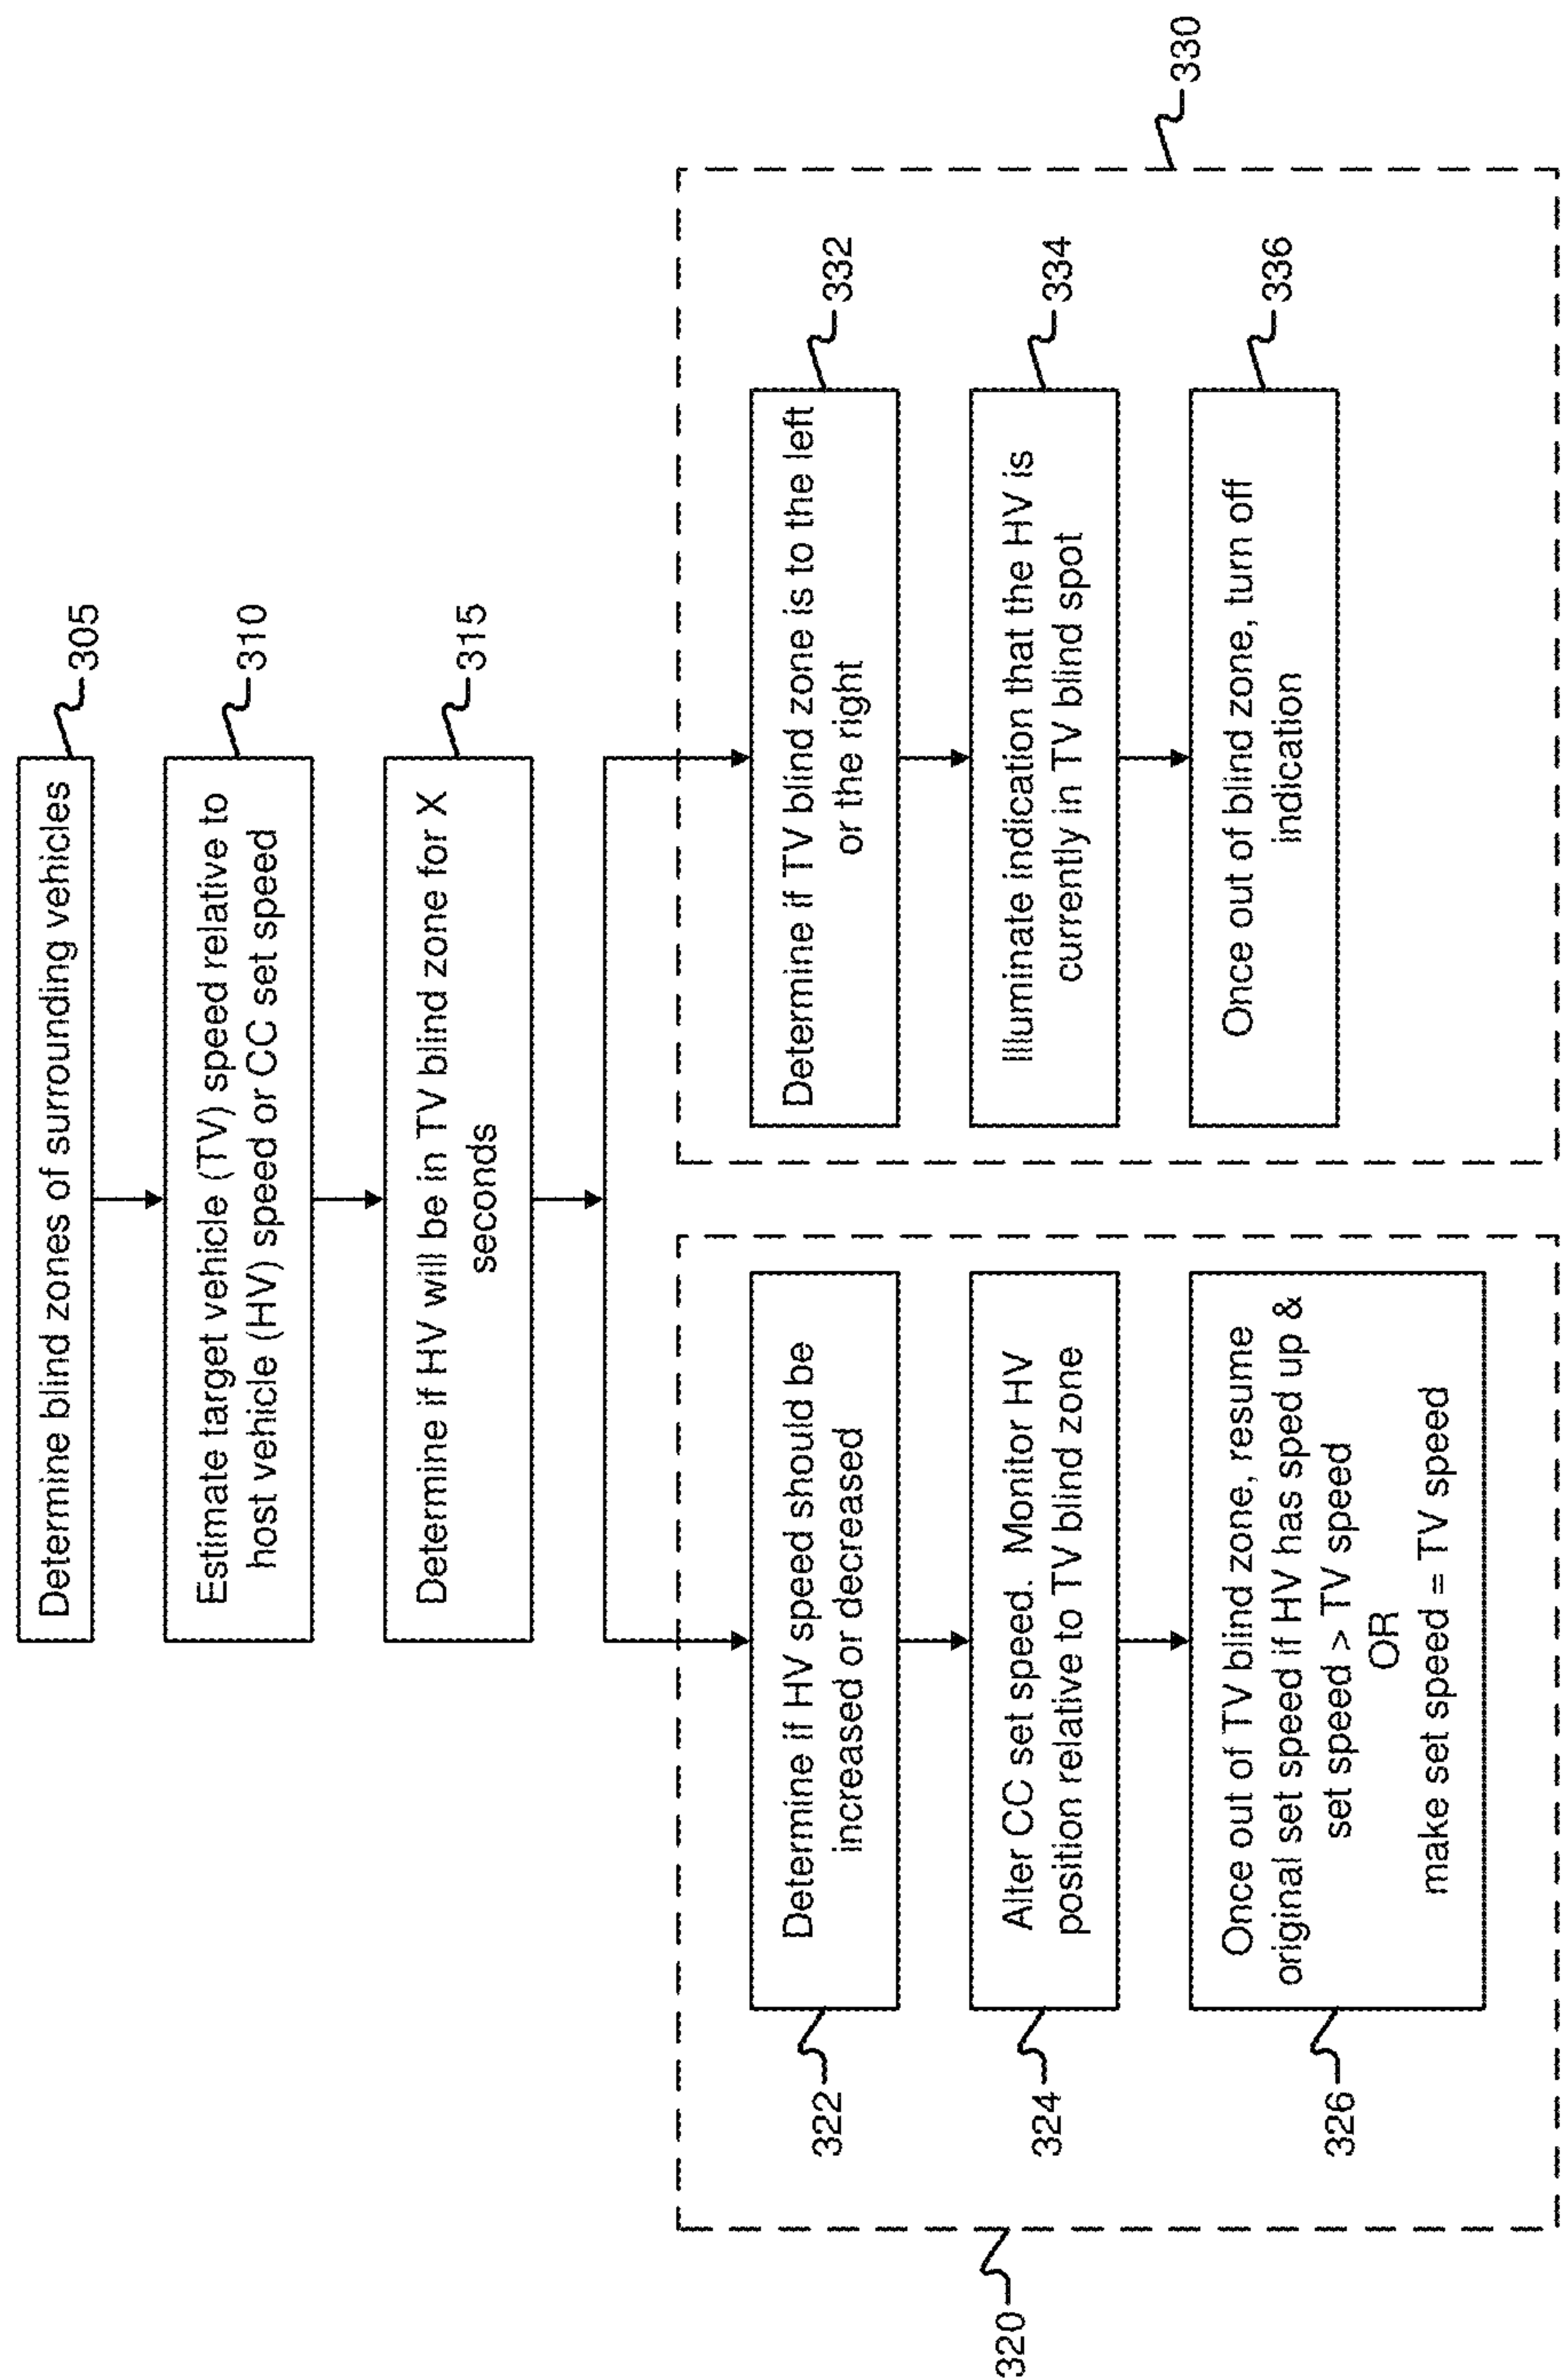 Determine blind zones of surrounding vehicles
305
Estimate target vehicle (TV) speed relative to
host vehicle (HV) speed or CC set speed
310
Determine if HV will be in TV blind zone for X
seconds
315
320
Determine if HV speed should be
increased or decreased
322
Alter CC set speed.  Monitor HV
position relative to TV blind zone
324
Once out of TV blind zone, resume
original set speed if HV has sped up &
set speed > TV speed
OR
make set speed = TV speed
326
330
Determine if TV blind zone is to the left
or the right
332
Illuminate indication that the HV is
currently in TV blind spot
334
Once out of blind zone, turn off
indication
336